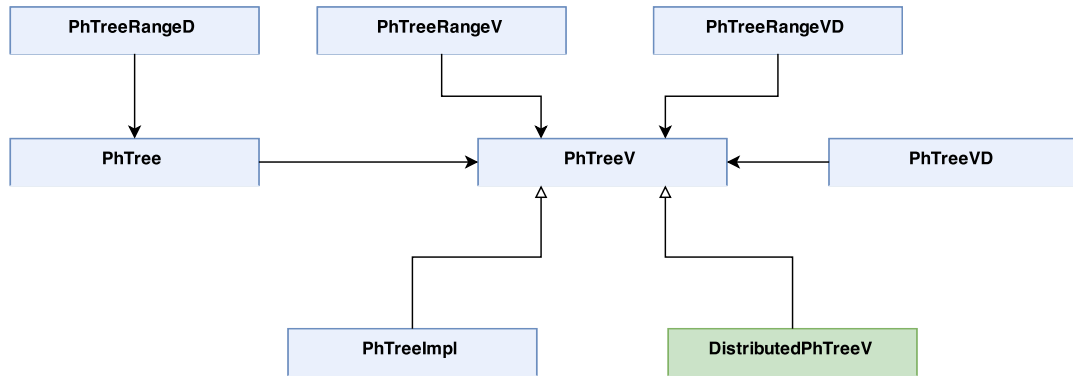 PhTreeRangeD
PhTreeRangeV
PhTreeRangeVD
PhTree
PhTreeV
PhTreeVD
PhTreeImpl
DistributedPhTreeV